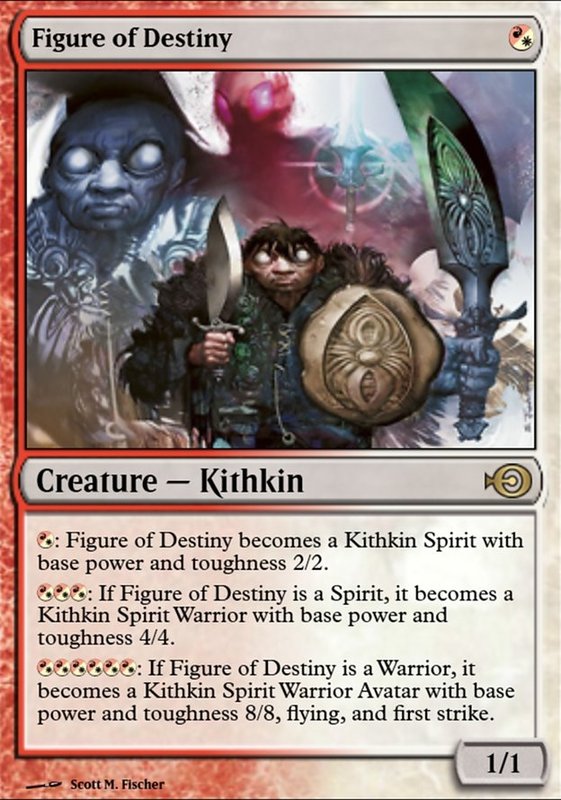 Figure of Destiny
Creature — Kithkin
: Figure of Destiny becomes a Kithkin Spirit with
base power and toughness 2/2.
: If Figure of Destiny is a Spirit, it becomes a
Kithkin Spirit Warrior with base power and
toughness 4/4.
: If Figure of Destiny is a Warrior, it
becomes a Kithkin Spirit Warrior Avatar with base
power and toughness 8/8, flying, and first strike.
1/1
Scott M. Fischer